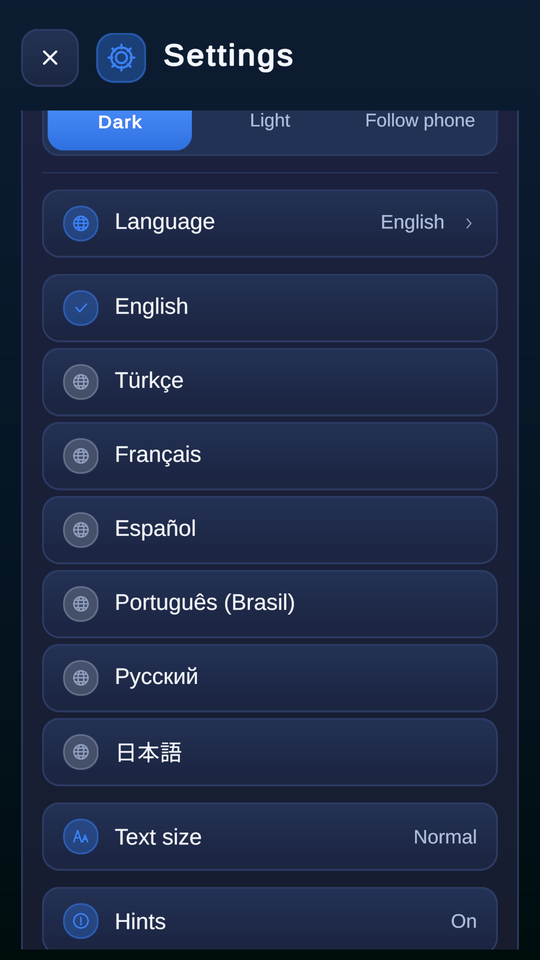 Settings
Dark Light Follow phone
Language English
English
Türkçe
Français
Español
Português (Brasil)
Русский
日本語
Text size Normal
Hints On